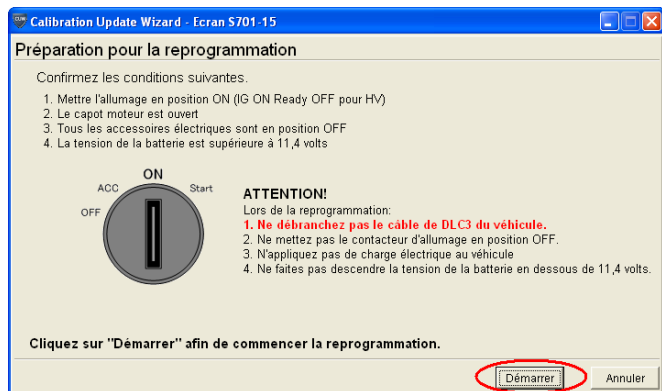 Calibration Update Wizard - Ecran S701-15
Préparation pour la reprogrammation
Confirmez les conditions suivantes.
1. Mettre l'allumage en position ON (IG ON Ready OFF pour HV)
2. Le capot moteur est ouvert
3. Tous les accessoires électriques sont en position OFF
4. La tension de la batterie est supérieure à 11,4 volts
ON
ACC
Start
OFF
ATTENTION!
Lors de la reprogrammation:
1. Ne débranchez pas le câble de DLC3 du véhicule.
2. Ne mettez pas le contacteur d'allumage en position OFF.
3. N'appliquez pas de charge électrique au véhicule
4. Ne faites pas descendre la tension de la batterie en dessous de 11,4 volts.
Cliquez sur "Démarrer" afin de commencer la reprogrammation.
Démarrer
Annuler